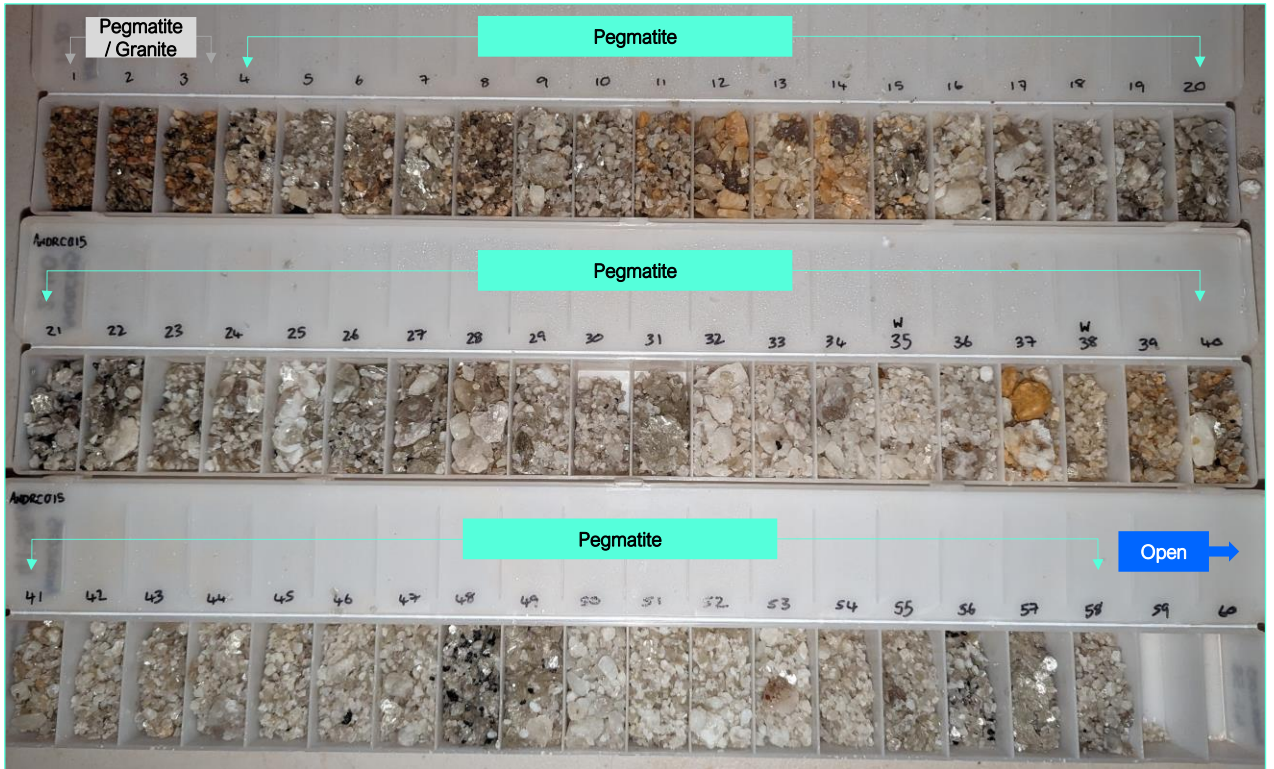 Pegmatite
/ Granite
Pegmatite
1 2 3 4 5 6 7 8 9 10 11 12 13 14 15 16 17 18 19 20
ANDRC015
Pegmatite
W W
21 22 23 24 25 26 27 28 29 30 31 32 33 34 35 36 37 38 39 40
ANDRC015
Pegmatite
Open
41 42 43 44 45 46 47 48 49 50 51 52 53 54 55 56 57 58 59 60